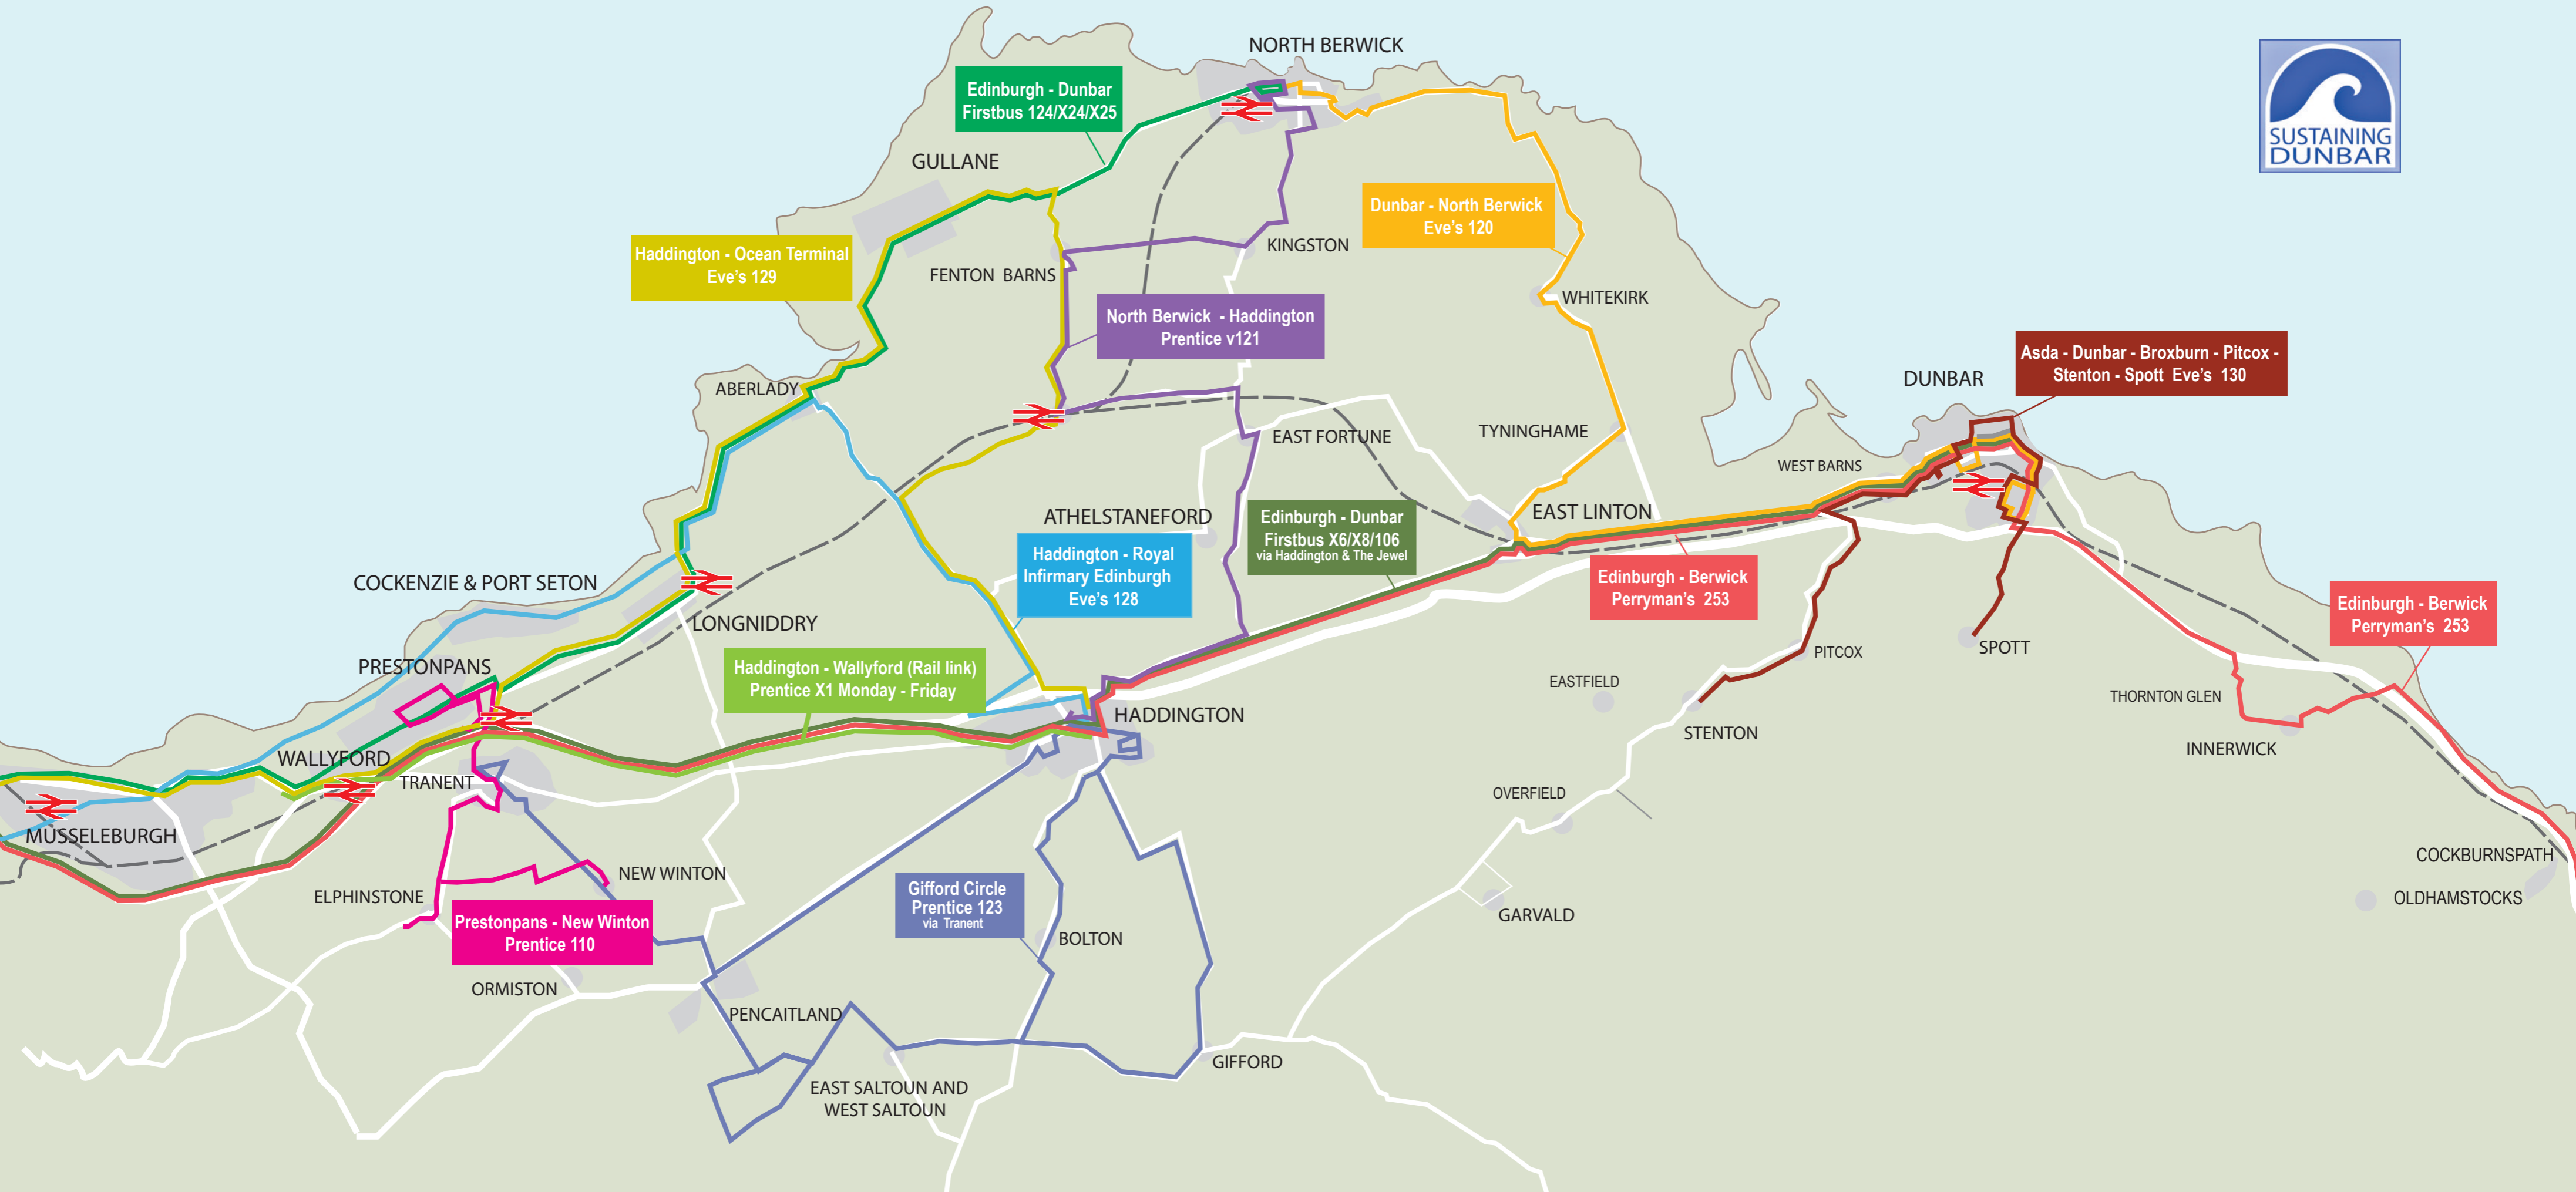 NORTH BERWICK
Edinburgh - Dunbar
Firstbus 124/X24/X25
SUSTAINING
DUNBAR
GULLANE
Dunbar - North Berwick
Eve's 120
Haddington - Ocean Terminal
Eve's 129
KINGSTON
FENTON BARNS
WHITEKIRK
North Berwick - Haddington
Prentice v121
Asda - Dunbar - Broxburn - Pitcox -
Stenton - Spott Eve's 130
DUNBAR
ABERLADY
EAST FORTUNE
TYNINGHAME
WEST BARNS
ATHELSTANEFORD
Edinburgh - Dunbar
Firstbus X6/X8/106
via Haddington & The Jewel
EAST LINTON
Haddington - Royal
Infirmary Edinburgh
Eve's 128
COCKENZIE & PORT SETON
Edinburgh - Berwick
Perryman's 253
Edinburgh - Berwick
Perryman's 253
LONGNIDDRY
PRESTONPANS
Haddington - Wallyford (Rail link)
Prentice X1 Monday - Friday
SPOTT
PITCOX
EASTFIELD
THORNTON GLEN
HADDINGTON
STENTON
INNERWICK
WALLYFORD
TRANENT
OVERFIELD
MUSSELEBURGH
COCKBURNSPATH
NEW WINTON
ELPHINSTONE
Gifford Circle
Prentice 123
via Tranent
OLDHAMSTOCKS
GARVALD
Prestonpans - New Winton
Prentice 110
BOLTON
ORMISTON
PENCAITLAND
GIFFORD
EAST SALTOUN AND
WEST SALTOUN